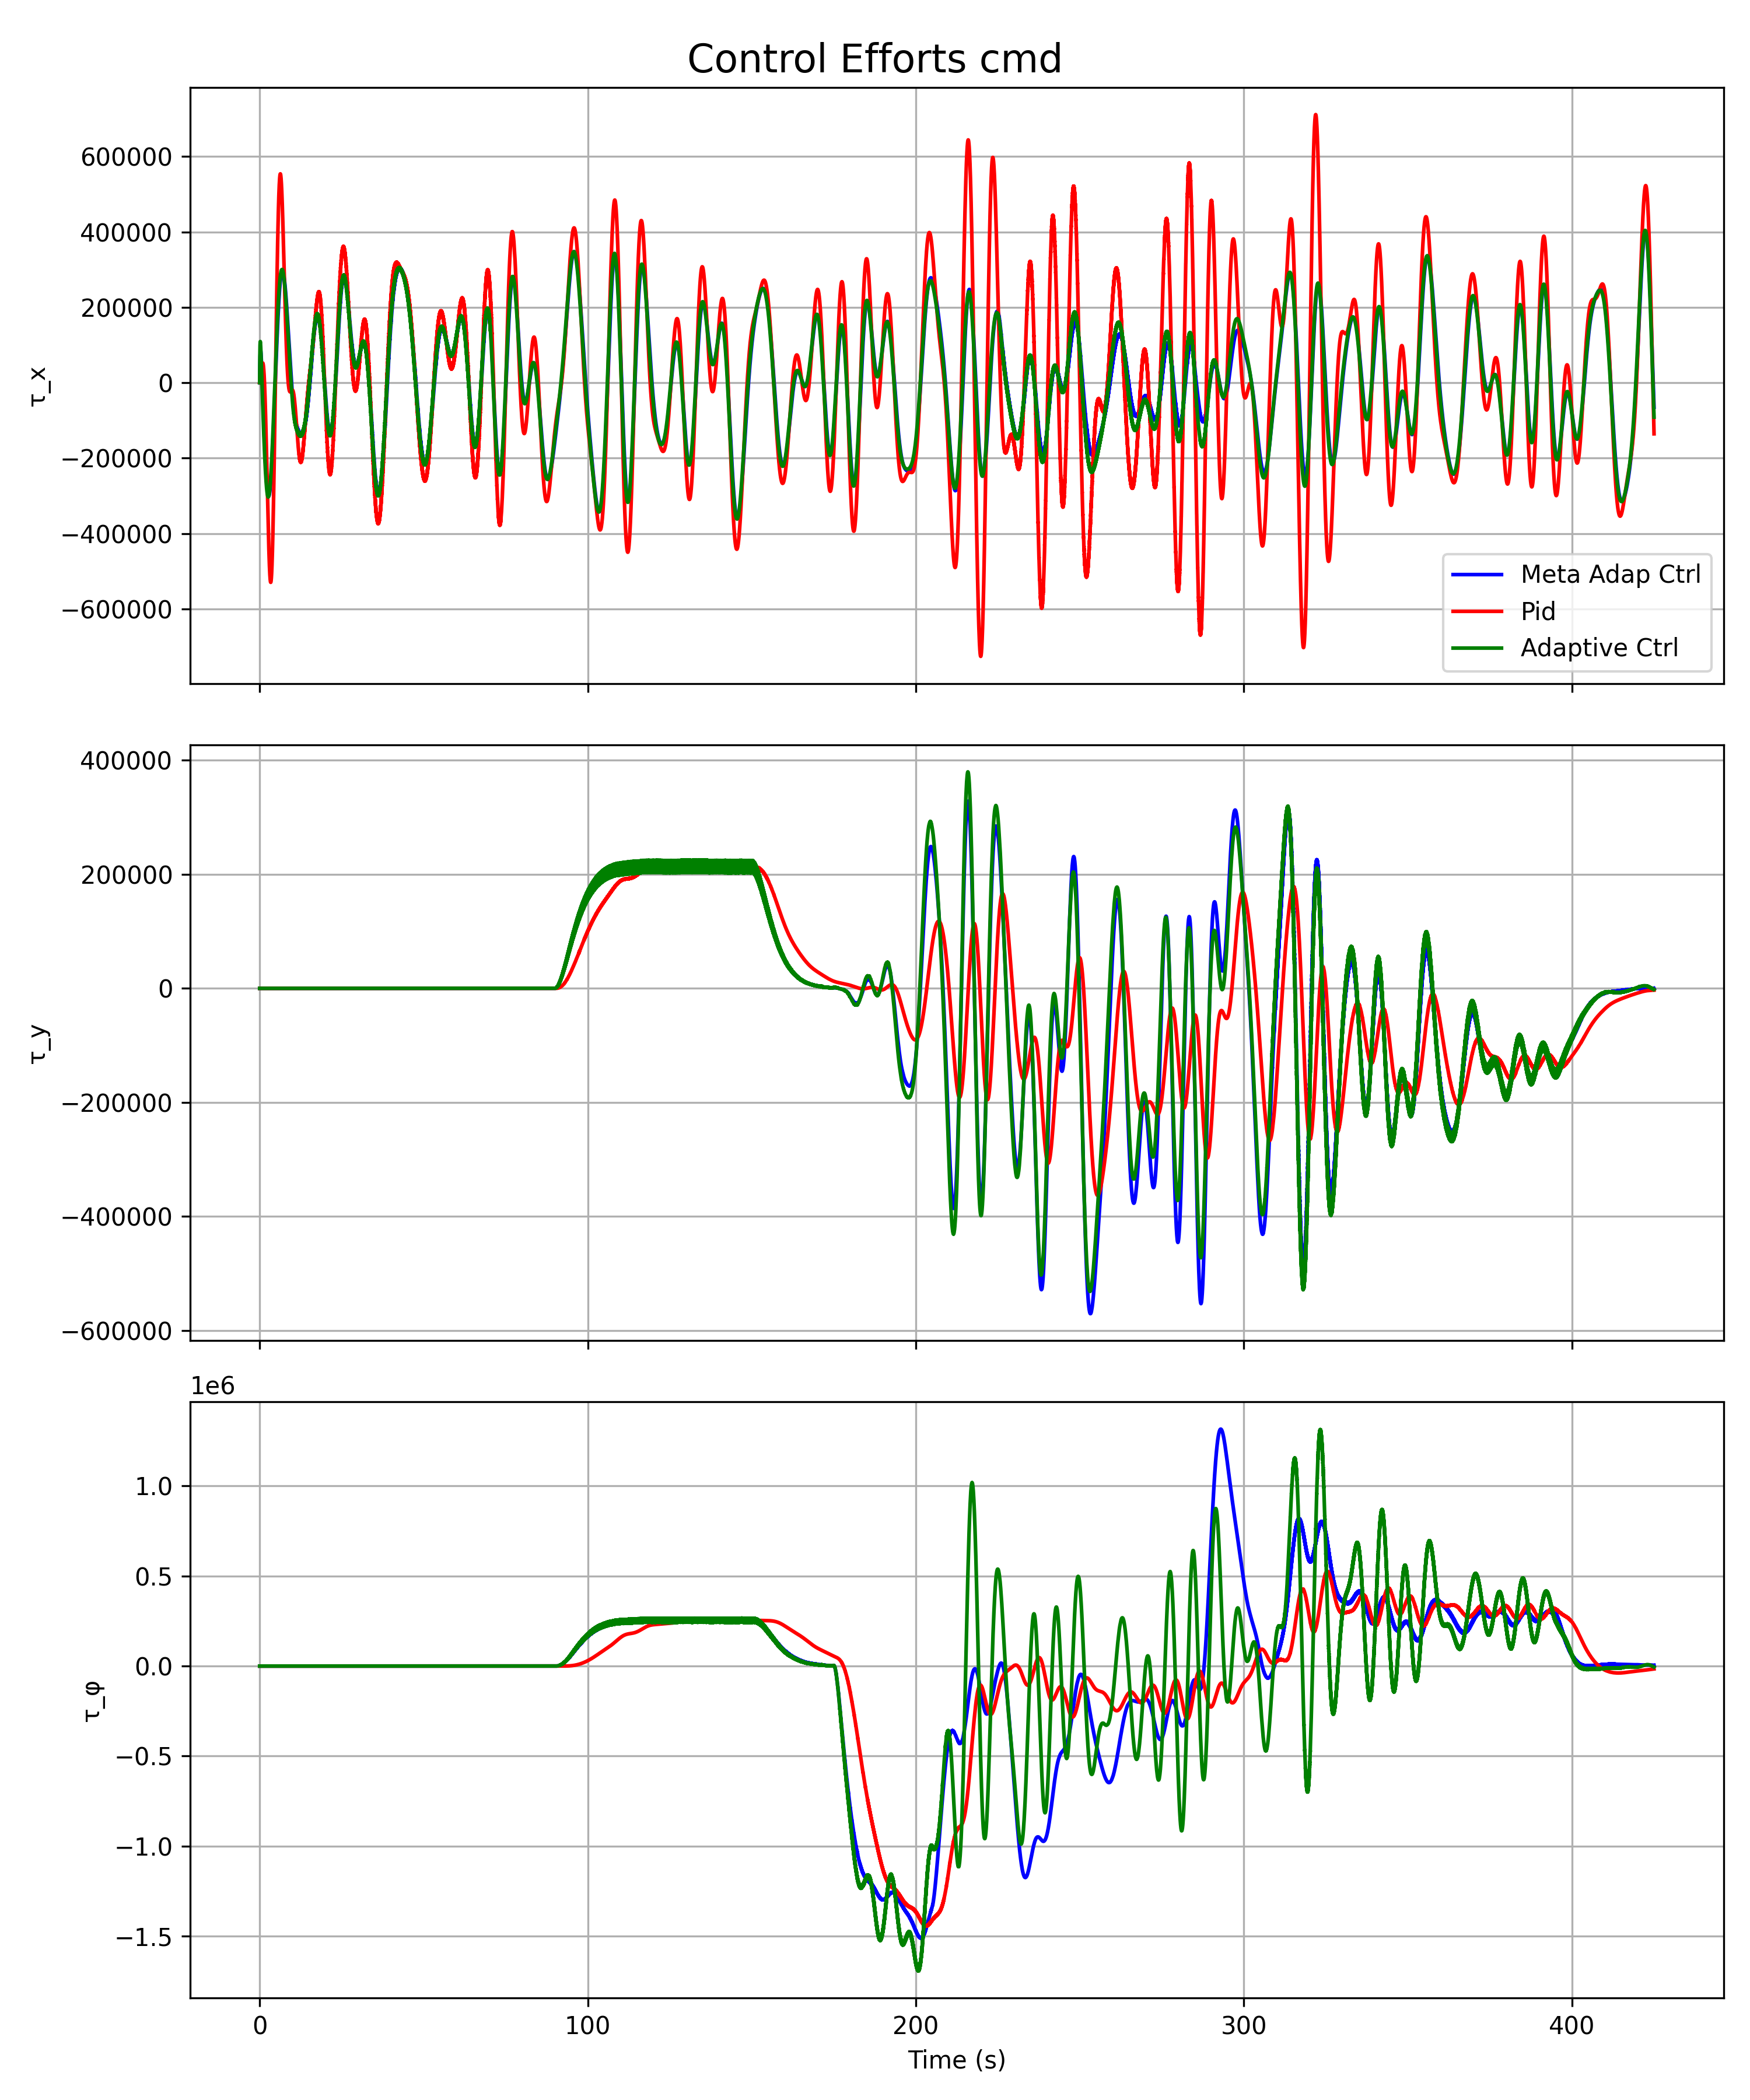 Control Efforts cmd
600000
400000
200000
0
−200000
−400000
−600000
τ_x
Meta Adap Ctrl
Pid
Adaptive Ctrl
400000
200000
0
−200000
−400000
−600000
τ_y
1e6
1.0
0.5
0.0
−0.5
−1.0
−1.5
τ_φ
0 100 200 300 400
Time (s)